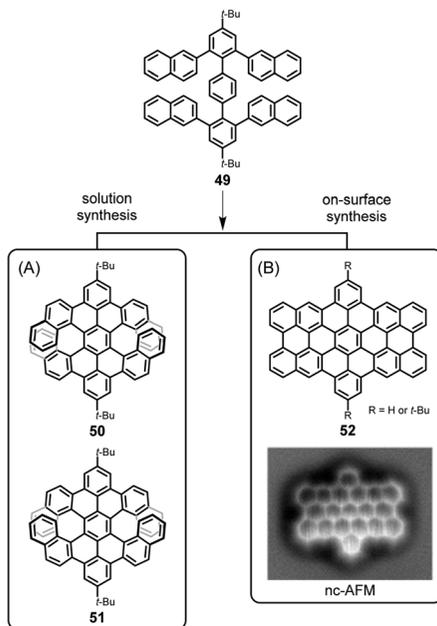 t-Bu
t-Bu
49
solution
synthesis
on-surface
synthesis
(A)
t-Bu
t-Bu
50
t-Bu
t-Bu
51
(B)
R
R
R = H or t-Bu
52
nc-AFM